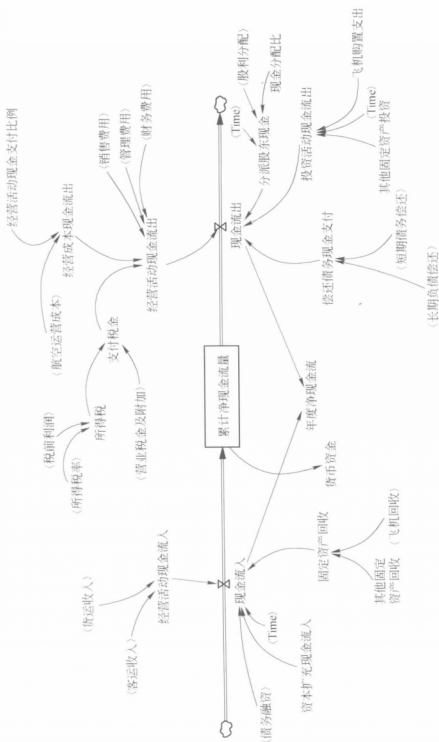 经营活动现金支付比例
(航空运营成本)
经营成本现金流出
(销售费用)
(管理费用)
(财务费用)
(税前利润)
(所得税率)
所得税
支付税金
(营业税金及附加)
经营活动现金流出
(货运收入)
(客运收入)
经营活动现金流入
现金流入
累计净现金流量
现金流出
(Time)
(股利分配)
现金分配比
分派股东现金
投资活动现金流出
飞机购置支出
(Time)
其他固定资产投资
偿还债务现金支付
(短期债务偿还)
(长期负债偿还)
年度净现金流
货币资金
固定资产回收
(飞机回收)
其他固定
资产回收
(Time)
资本扩充现金流入
(债务融资)